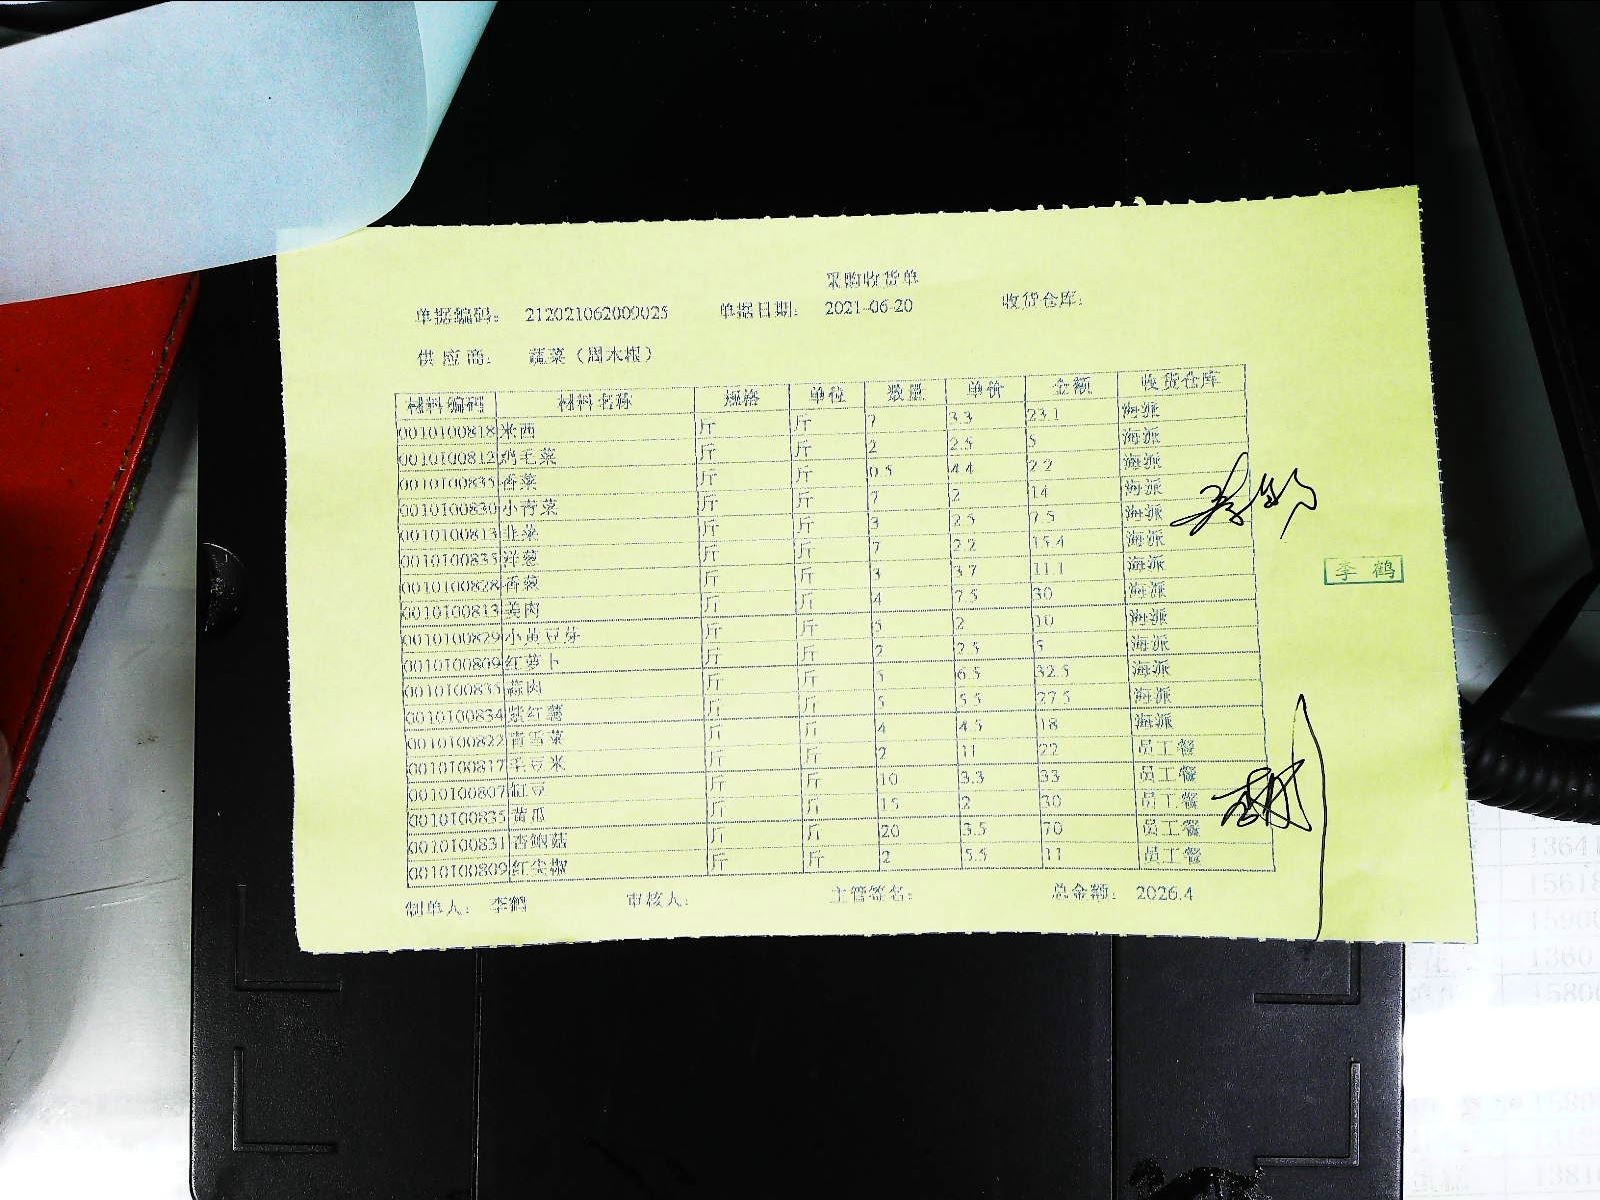 采购收货单
单据编码: 212021062000025 单据日期: 2021-06-20 收货仓库:
供应商: 蔬菜（周木根）
材料编码 材料名称 规格 单位 数量 单价 金额 收货仓库
0010100818 米西 斤 斤 7 3.3 23.1 海派
0010100812 鸡毛菜 斤 斤 2 2.5 5 海派
0010100835 香菜 斤 斤 0.5 4.4 2.2 海派
0010100830 小青菜 斤 斤 7 2 14 海派
0010100813 韭菜 斤 斤 3 2.5 7.5 海派
0010100835 洋葱 斤 斤 7 2.2 15.4 海派
0010100828 香葱 斤 斤 3 3.7 11.1 海派
0010100813 姜肉 斤 斤 4 7.5 30 海派
0010100829 小黄豆芽 斤 斤 5 2 10 海派
0010100809 红萝卜 斤 斤 2 2.5 5 海派
0010100835 蒜肉 斤 斤 5 6.5 32.5 海派
0010100834 紫红薯 斤 斤 5 5.5 27.5 海派
0010100822 青雪菜 斤 斤 4 4.5 18 海派
0010100817 毛豆米 斤 斤 2 11 22 员工餐
0010100807 豇豆 斤 斤 10 3.3 33 员工餐
0010100835 黄瓜 斤 斤 15 2 30 员工餐
0010100831 香鲍菇 斤 斤 20 3.5 70 员工餐
0010100809 红尖椒 斤 斤 2 5.5 11 员工餐
制单人: 李鹤 审核人: 主管签名: 总金额: 2026.4
李鹤